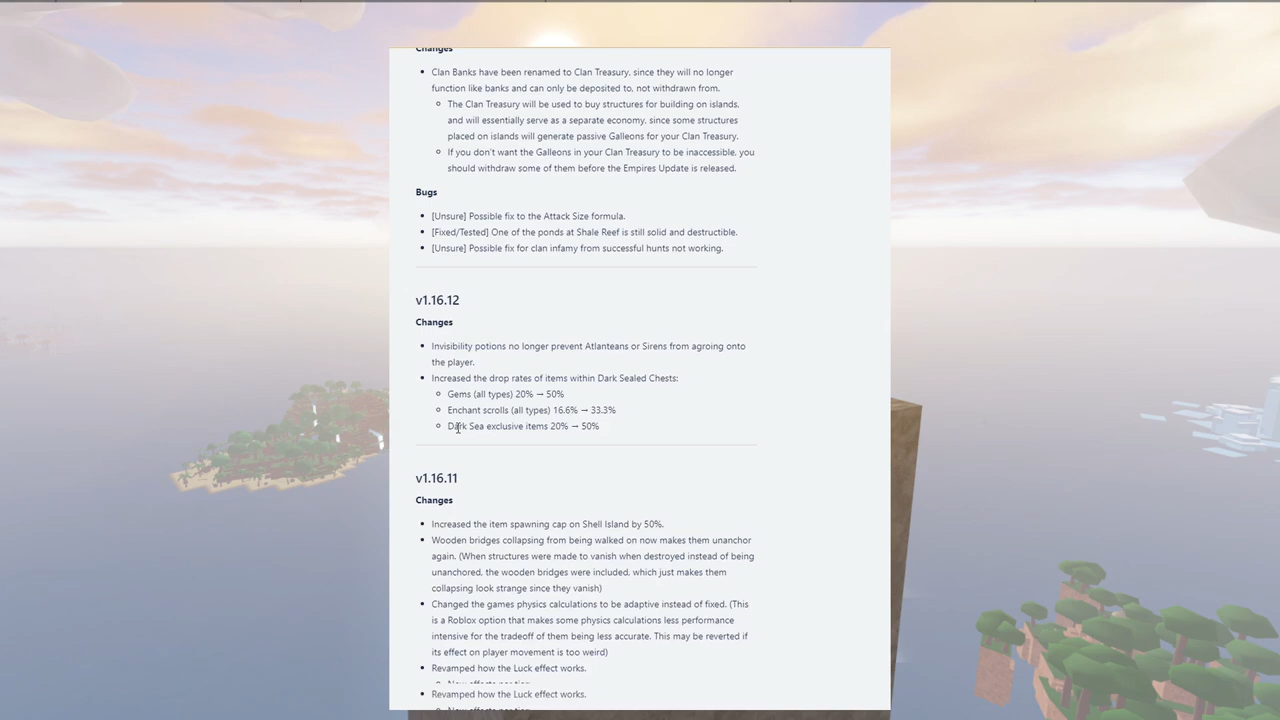 Changes
Clan Banks have been renamed to Clan Treasury, since they will no longer
function like banks and can only be deposited to, not withdrawn from.
The Clan Treasury will be used to buy structures for building on islands,
and will essentially serve as a separate economy, since some structures
placed on islands will generate passive Galleons for your Clan Treasury.
If you don't want the Galleons in your Clan Treasury to be inaccessible, you
should withdraw some of them before the Empires Update is released.
Bugs
[Unsure] Possible fix to the Attack Size formula.
[Fixed/Tested] One of the ponds at Shale Reef is still solid and destructible.
[Unsure] Possible fix for clan infamy from successful hunts not working.
v1.16.12
Changes
Invisibility potions no longer prevent Atlanteans or Sirens from agroing onto
the player.
Increased the drop rates of items within Dark Sealed Chests:
Gems (all types) 20% → 50%
Enchant scrolls (all types) 16.6% → 33.3%
Dark Sea exclusive items 20% → 50%
v1.16.11
Changes
Increased the item spawning cap on Shell Island by 50%.
Wooden bridges collapsing from being walked on now makes them unanchor
again. (When structures were made to vanish when destroyed instead of being
unanchored, the wooden bridges were included, which just makes them
collapsing look strange since they vanish)
Changed the games physics calculations to be adaptive instead of fixed. (This
is a Roblox option that makes some physics calculations less performance
intensive for the tradeoff of them being less accurate. This may be reverted if
its effect on player movement is too weird)
Revamped how the Luck effect works.
Revamped how the Luck effect works.
New effects per tier: